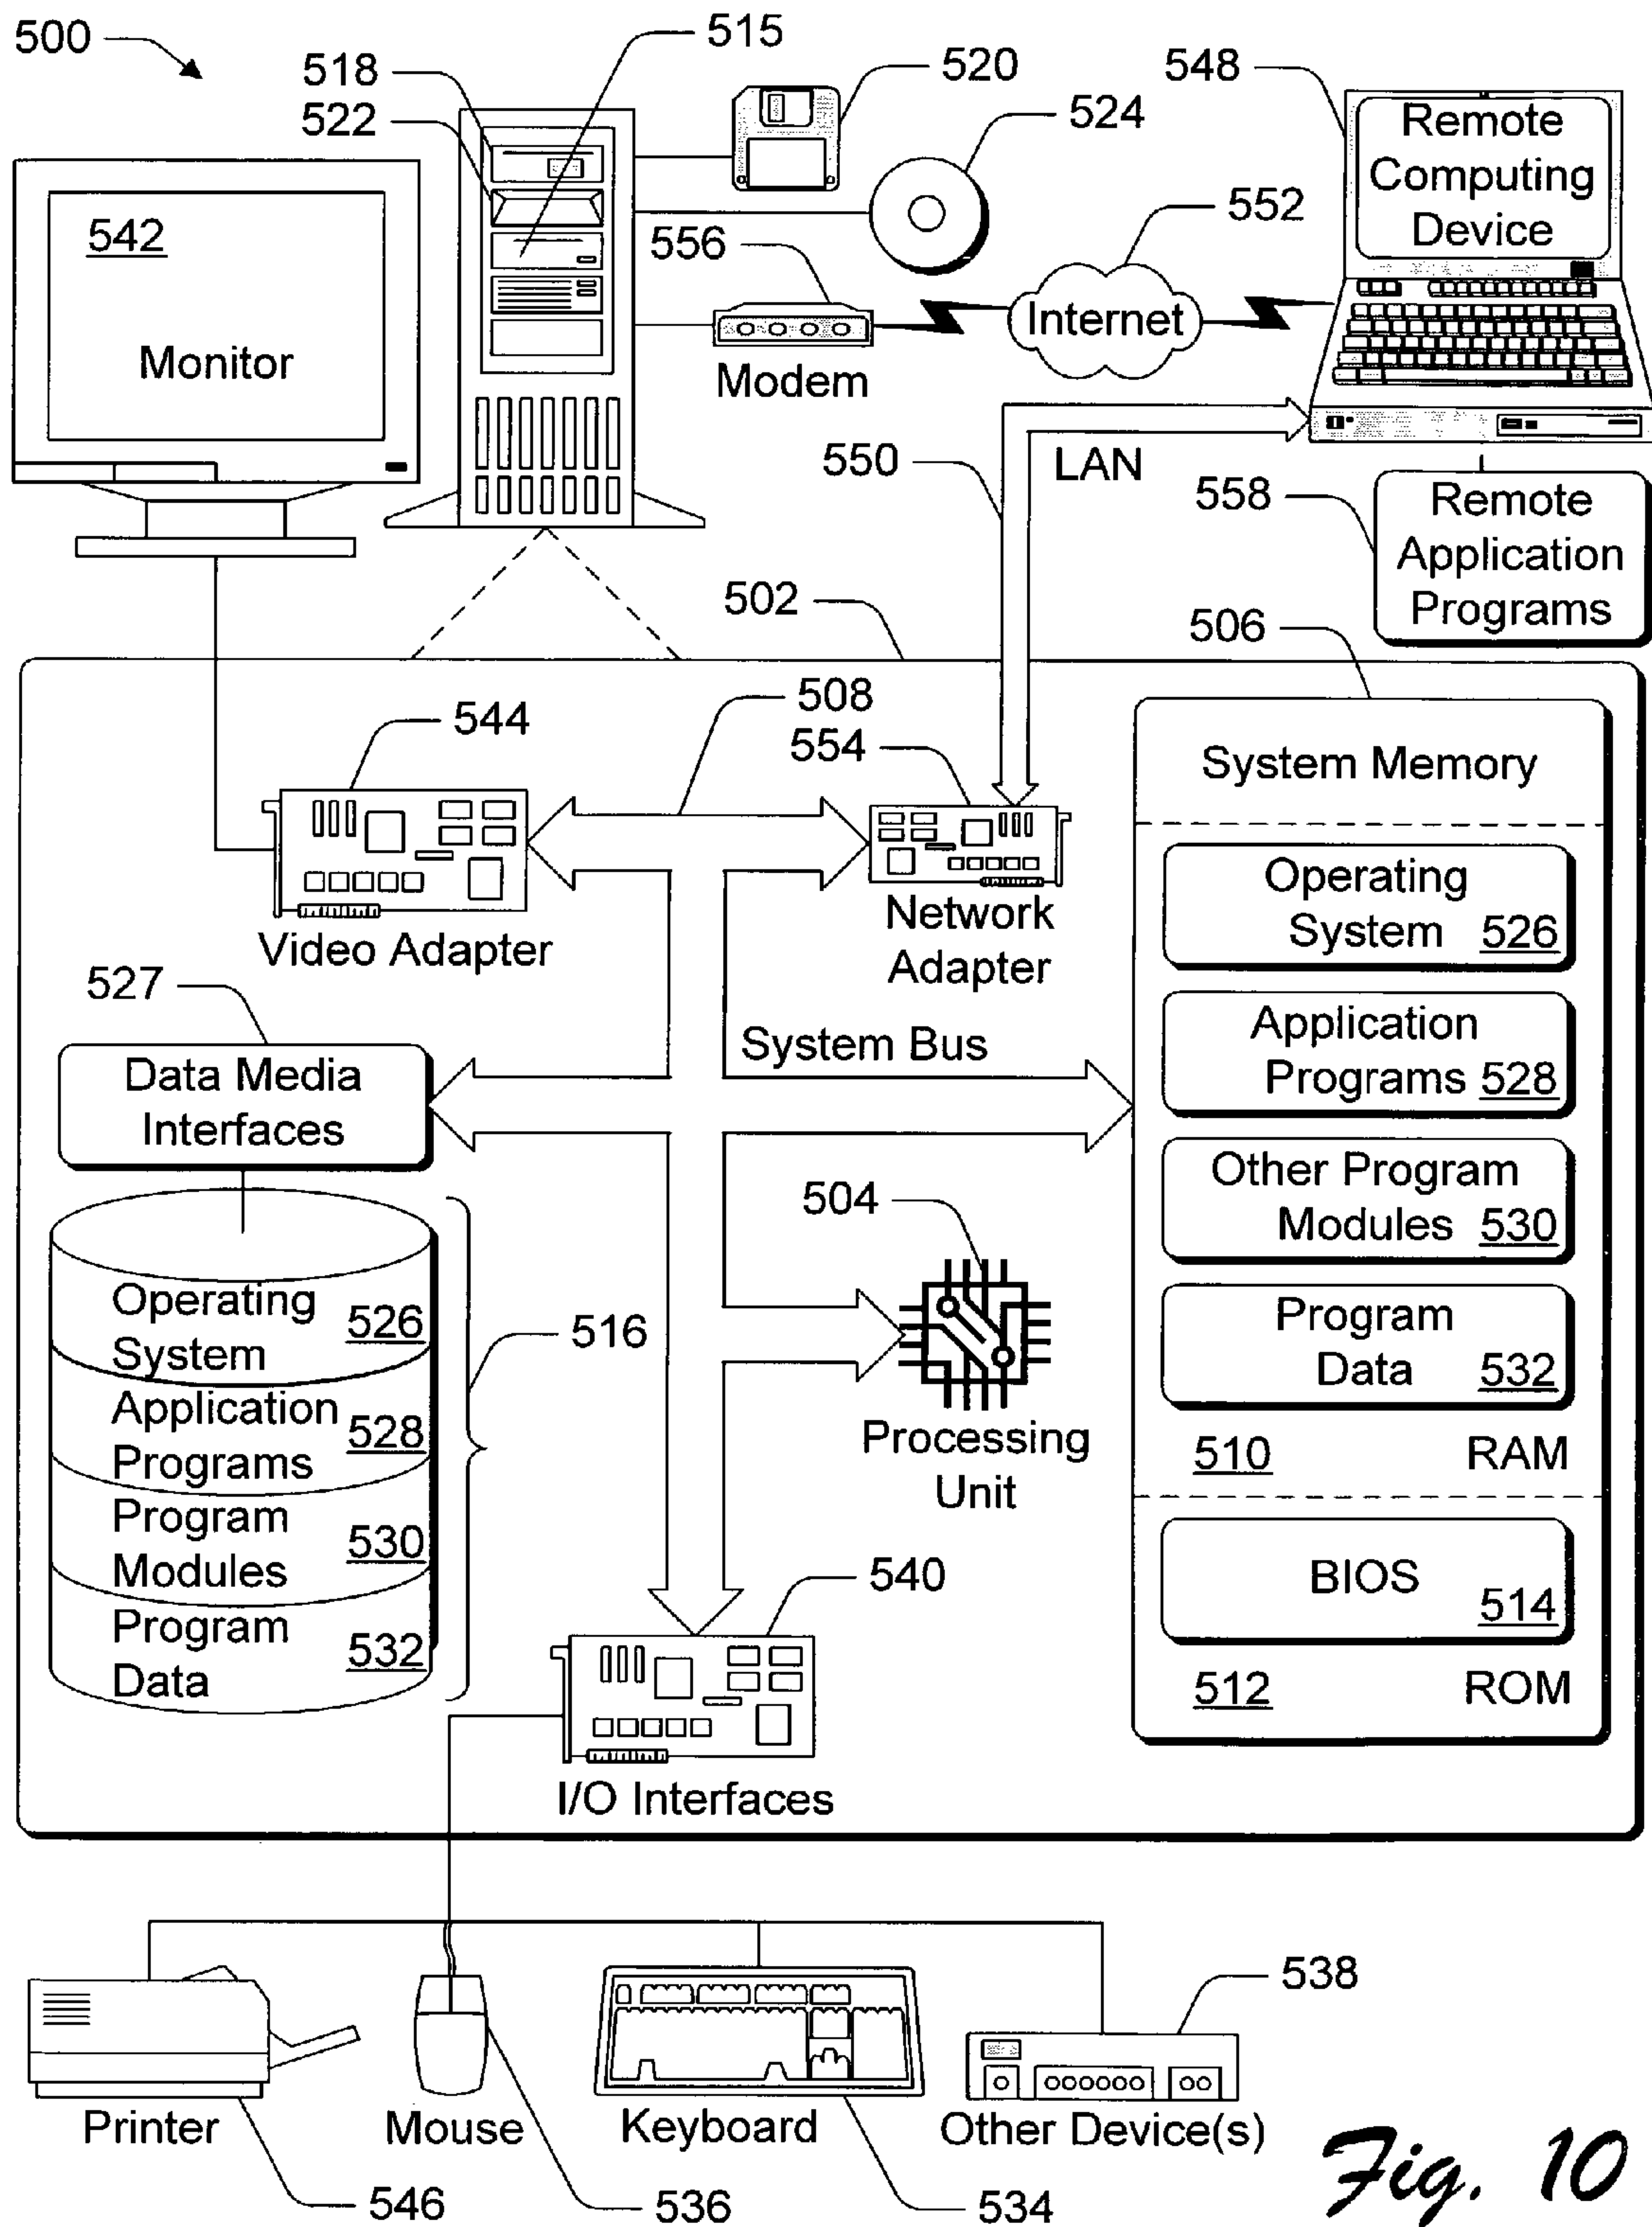 500
515
518
520
548
522
524
Remote
Computing
Device
542
556
552
Monitor
Internet
Modem
550
LAN
558
Remote
Application
Programs
502
506
508
544
554
System Memory
Video Adapter
Network
Adapter
Operating
System 526
527
Data Media
Interfaces
System Bus
Application
Programs 528
Other Program
Modules 530
504
Operating
System 526
516
Program
Data 532
Application
Programs 528
Processing
Unit
510 RAM
Program
Modules 530
540
BIOS 514
Program
Data 532
512 ROM
I/O Interfaces
538
Printer
Mouse
Keyboard
Other Device(s)
546
536
534
Fig. 10